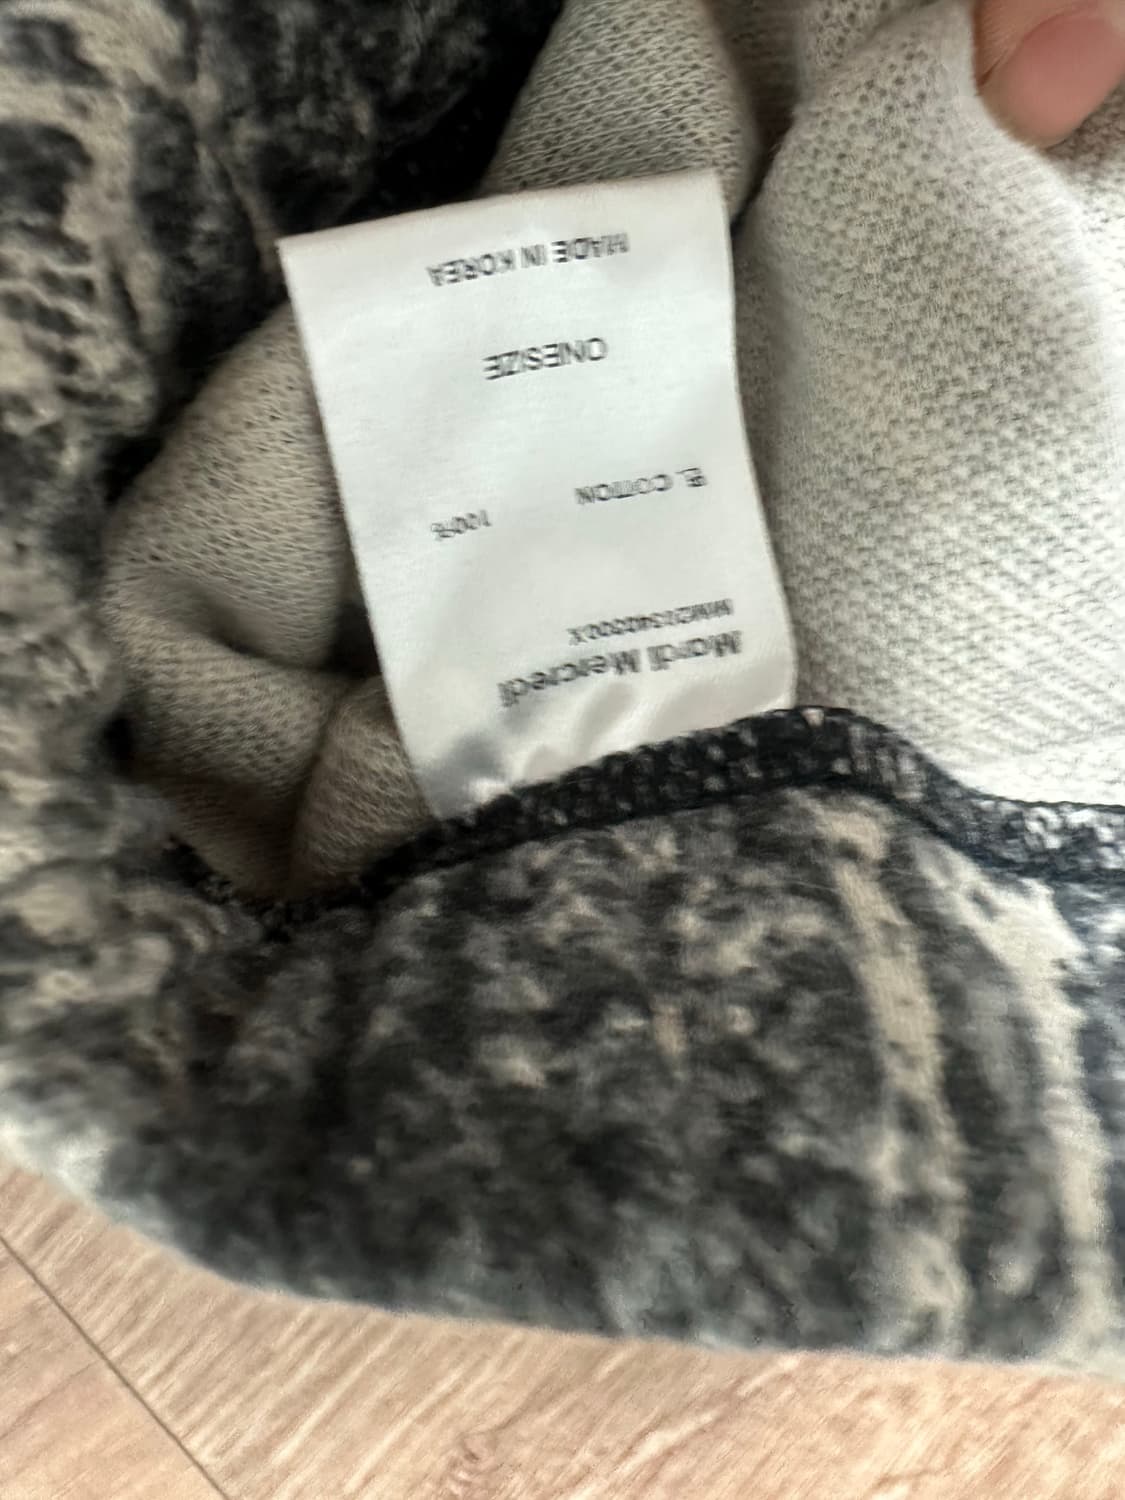 Mardi Mercredi
B. COTTON 100%
ONESIZE
MADE IN KOREA